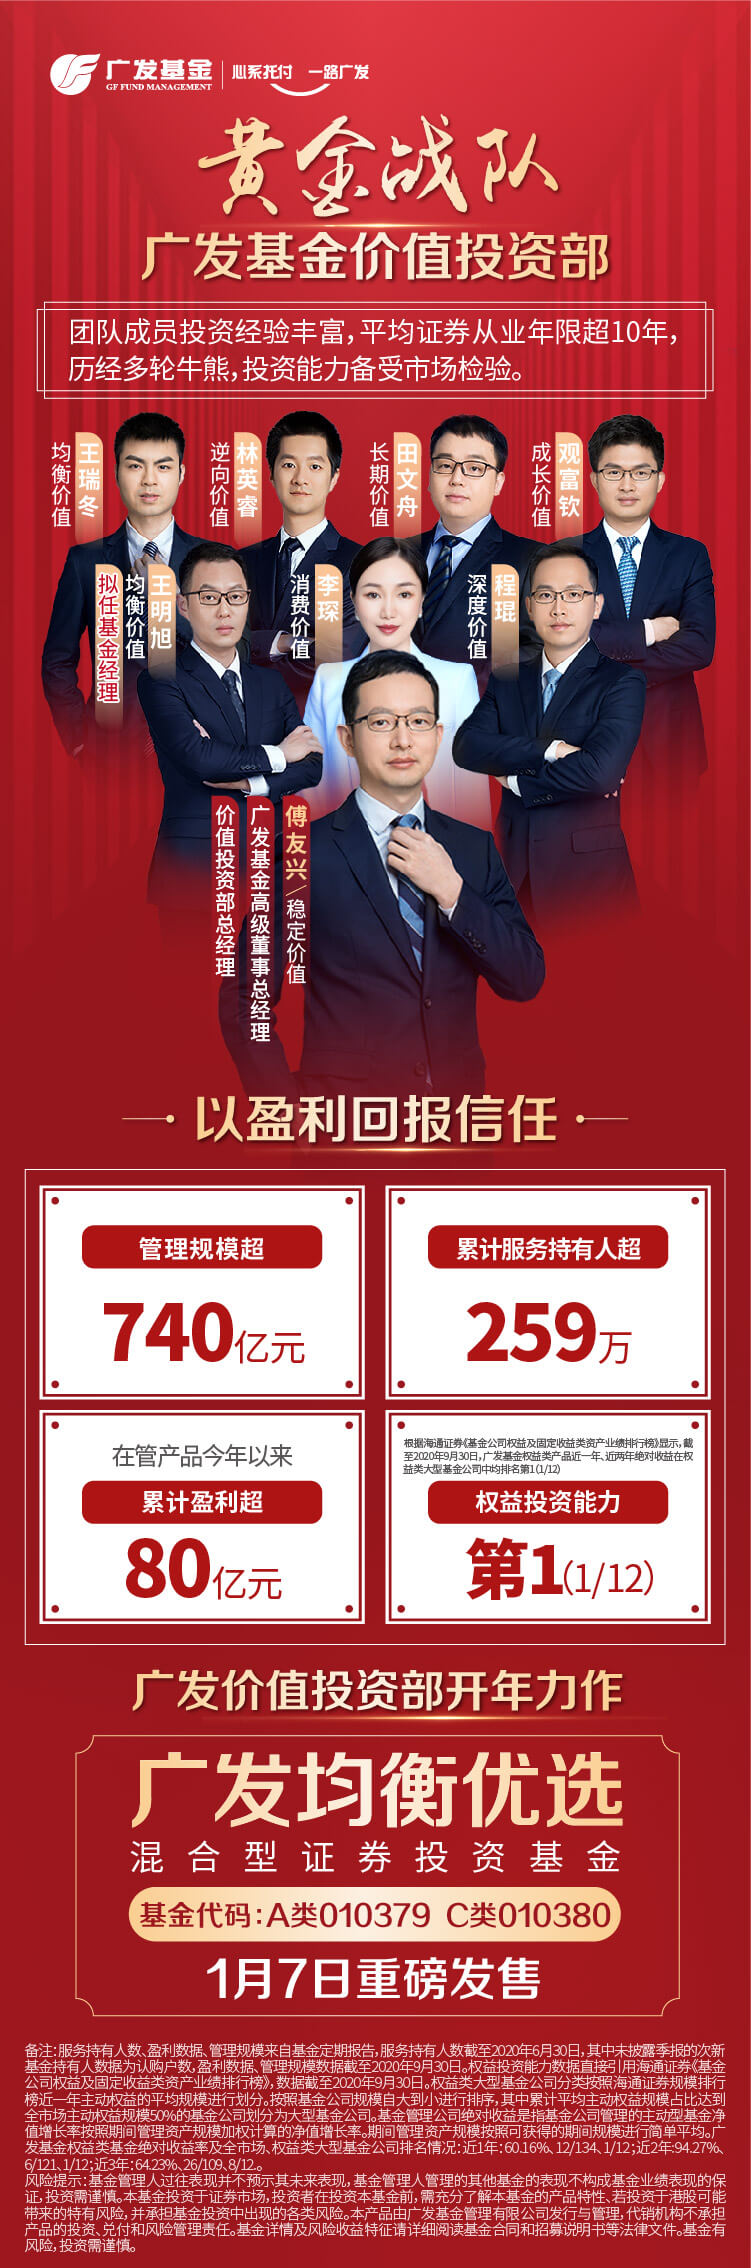 广发基金 心系托付 一路广发
GF FUND MANAGEMENT
黄金战队
广发基金价值投资部
团队成员投资经验丰富，平均证券从业年限超10年，
历经多轮牛熊，投资能力备受市场检验。
王瑞冬
均衡价值
林英睿
逆向价值
田文舟
长期价值
观富钦
成长价值
王明旭
均衡价值
拟任基金经理
李琛
消费价值
程琨
深度价值
傅友兴/稳定价值
广发基金高级董事总经理
价值投资部总经理
以盈利回报信任
管理规模超
740亿元
累计服务持有人超
259万
在管产品今年以来
累计盈利超
80亿元
根据海通证券《基金公司权益及固定收益类资产业绩排行榜》显示，截
至2020年9月30日，广发基金权益类产品近一年、近两年绝对收益在权
益类大型基金公司中均排名第1（1/12）
权益投资能力
第1（1/12）
广发价值投资部开年力作
广发均衡优选
混合型证券投资基金
基金代码：A类010379 C类010380
1月7日重磅发售
备注：服务持有人数、盈利数据、管理规模来自基金定期报告，服务持有人数截至2020年6月30日，其中未披露季报的次新
基金持有人数据为认购户数，盈利数据、管理规模数据截至2020年9月30日。权益投资能力数据直接引用海通证券《基金
公司权益及固定收益类资产业绩排行榜》，数据截至2020年9月30日。权益类大型基金公司分类按照海通证券规模排行
榜近一年主动权益的平均规模进行划分。按照基金公司规模自大到小进行排序，其中累计平均主动权益规模占比达到
全市场主动权益规模50%的基金公司划分为大型基金公司。基金管理公司绝对收益是指基金公司管理的主动型基金净
值增长率按照期间管理资产规模加权计算的净值增长率。期间管理资产规模按照可获得的期间规模进行简单平均。广
发基金权益类基金绝对收益率及全市场、权益类大型基金公司排名情况：近1年：60.16%、12/134、1/12；近2年：94.27%、
6/121、1/12；近3年：64.23%、26/109、8/12。。
风险提示：基金管理人过往表现并不预示其未来表现，基金管理人管理的其他基金的表现不构成基金业绩表现的保
证，投资需谨慎。本基金投资于证券市场，投资者在投资本基金前，需充分了解本基金的产品特性、若投资于港股可能
带来的特有风险，并承担基金投资中出现的各类风险。本产品由广发基金管理有限公司发行与管理，代销机构不承担
产品的投资、兑付和风险管理责任。基金详情及风险收益特征请详细阅读基金合同和招募说明书等法律文件。基金有
风险，投资需谨慎。